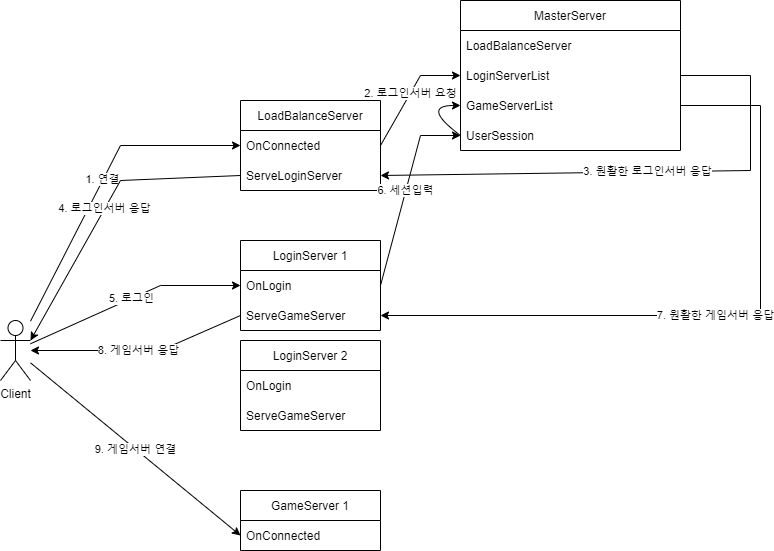 MasterServer
LoadBalanceServer
LoginServerList
GameServerList
UserSession
2. 로그인서버 요청
LoadBalanceServer
OnConnected
ServeLoginServer
1. 연결
3. 원활한 로그인서버 응답
4. 로그인서버 응답
6. 세션입력
LoginServer 1
OnLogin
ServeGameServer
5. 로그인
7. 원활한 게임서버 응답
8. 게임서버 응답
LoginServer 2
OnLogin
ServeGameServer
Client
9. 게임서버 연결
GameServer 1
OnConnected